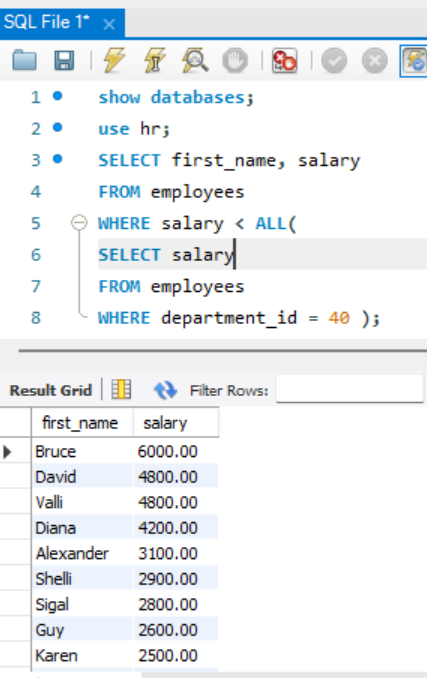 SQL File 1*
1 show databases;
2 use hr;
3 SELECT first_name, salary
4 FROM employees
5 WHERE salary < ALL(
6 SELECT salary
7 FROM employees
8 WHERE department_id = 40 );
Result Grid Filter Rows:
first_name salary
Bruce 6000.00
David 4800.00
Valli 4800.00
Diana 4200.00
Alexander 3100.00
Shelli 2900.00
Sigal 2800.00
Guy 2600.00
Karen 2500.00